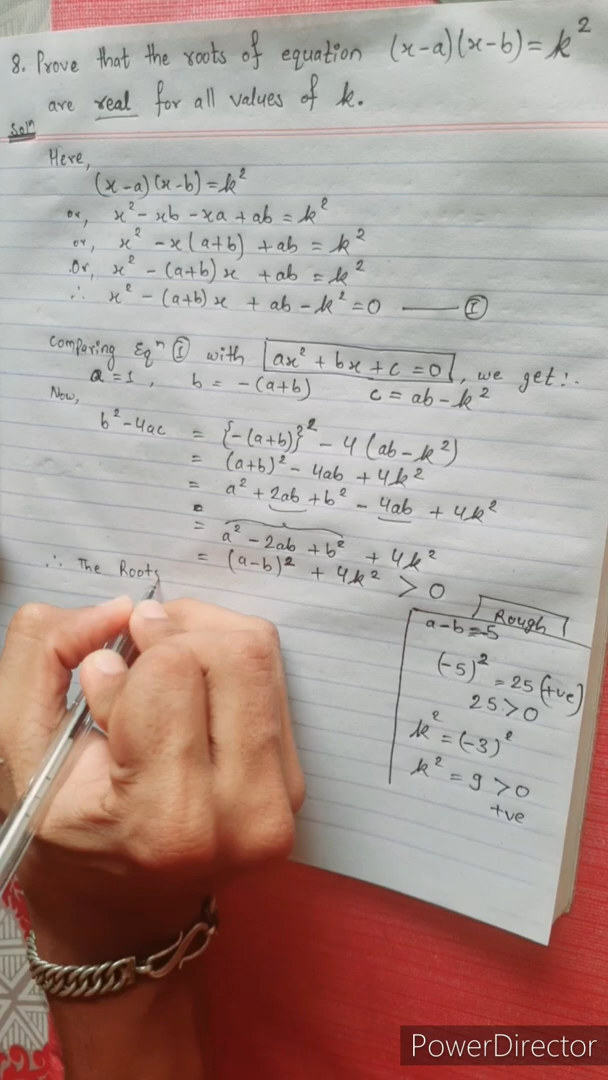 8. Prove that the roots of equation (x-a)(x-b) = k²
are real for all values of k.
Soln
Here,
(x-a)(x-b) = k²
or, x² - xb - xa + ab = k²
or, x² - x(a+b) + ab = k²
Or, x² - (a+b)x + ab = k²
∴ x² - (a+b)x + ab - k² = 0 —— Ⓘ
Comparing Eqⁿ Ⓘ with ax² + bx + c = 0, we get:-
a = 1, b = -(a+b) c = ab - k²
Now,
b² - 4ac = {-(a+b)}² - 4(ab - k²)
= (a+b)² - 4ab + 4k²
= a² + 2ab + b² - 4ab + 4k²
= a² - 2ab + b² + 4k²
= (a-b)² + 4k² > 0
∴ The Roots
Rough
a-b = -5
(-5)² = 25 (+ve)
25 > 0
k² = (-3)²
k² = 9 > 0
+ve
PowerDirector